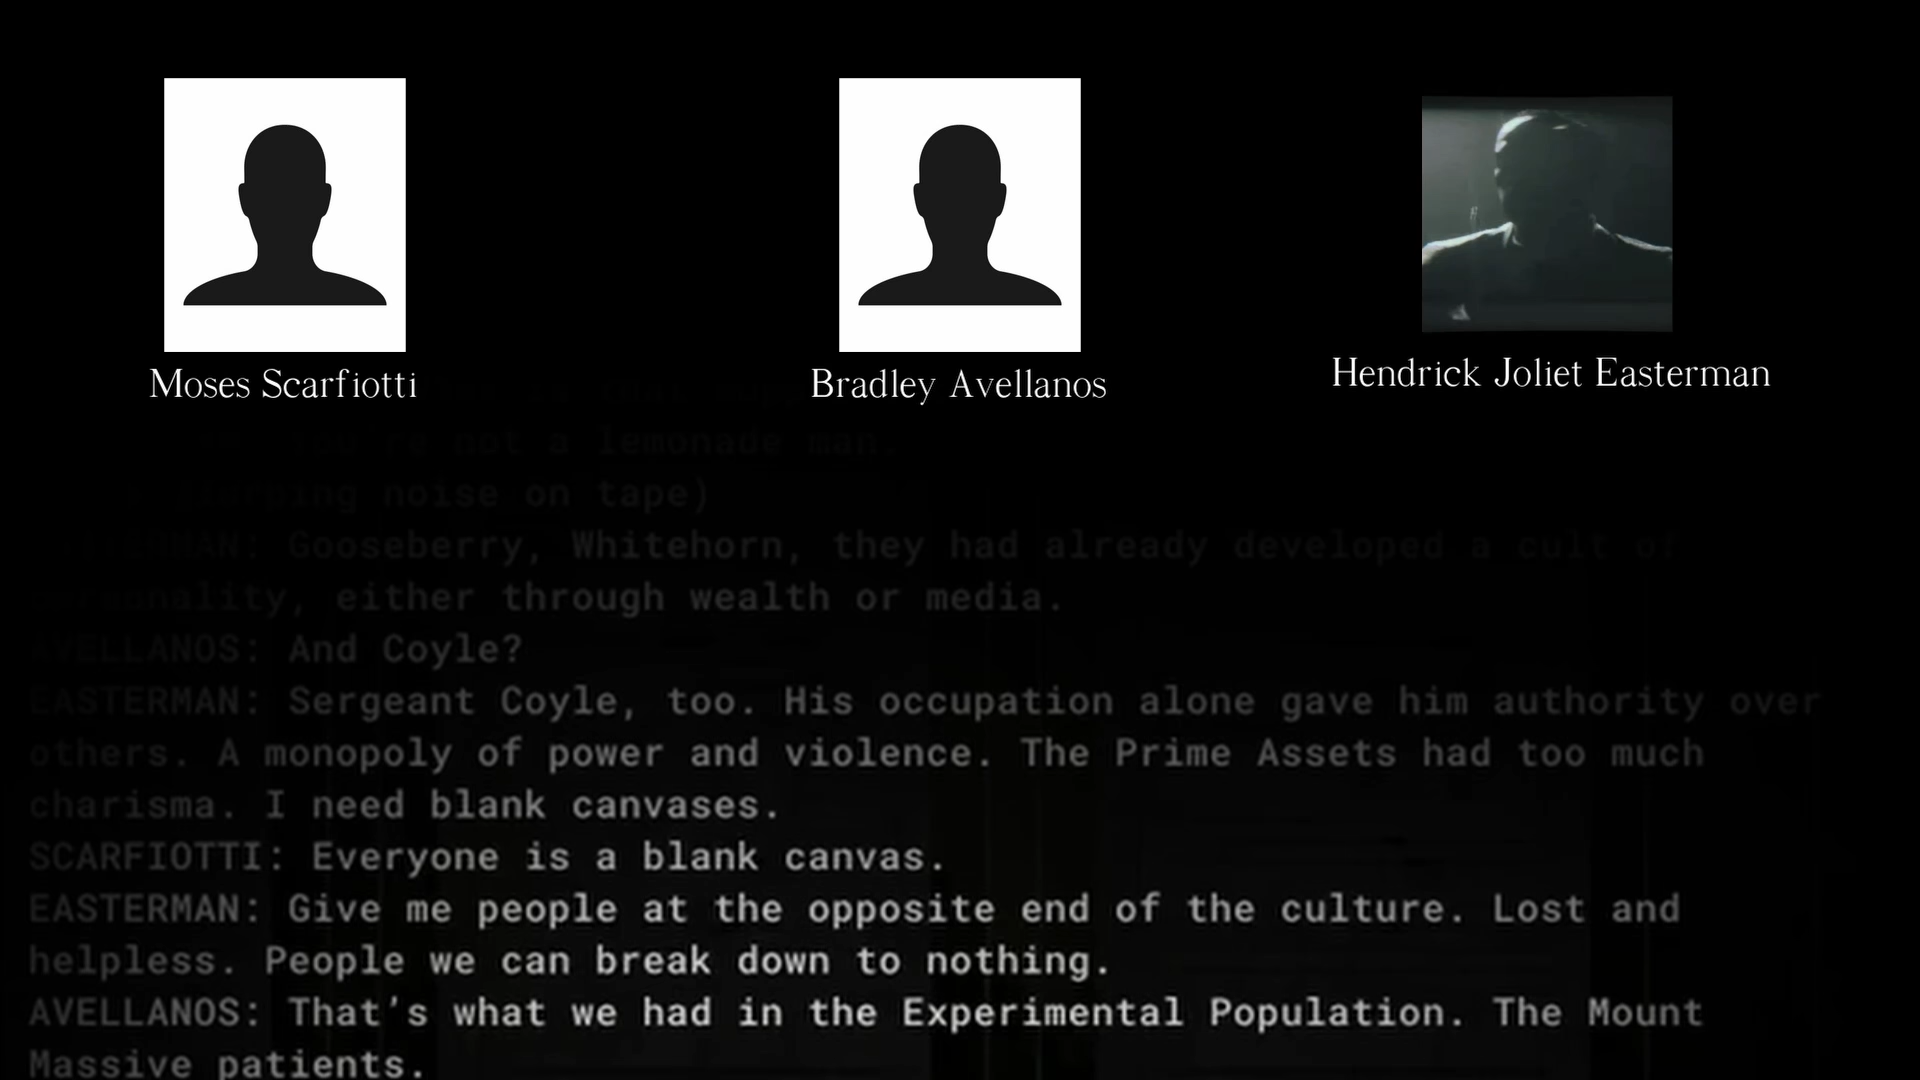 Moses Scarfiotti
Bradley Avellanos
Hendrick Joliet Easterman
You're not a lemonade man.
noise on tape)
EASTERMAN: Gooseberry, Whitehorn, they had already developed a cult of
personality, either through wealth or media.
AVELLANOS: And Coyle?
EASTERMAN: Sergeant Coyle, too. His occupation alone gave him authority over
others. A monopoly of power and violence. The Prime Assets had too much
charisma. I need blank canvases.
SCARFIOTTI: Everyone is a blank canvas.
EASTERMAN: Give me people at the opposite end of the culture. Lost and
helpless. People we can break down to nothing.
AVELLANOS: That’s what we had in the Experimental Population. The Mount
Massive patients.